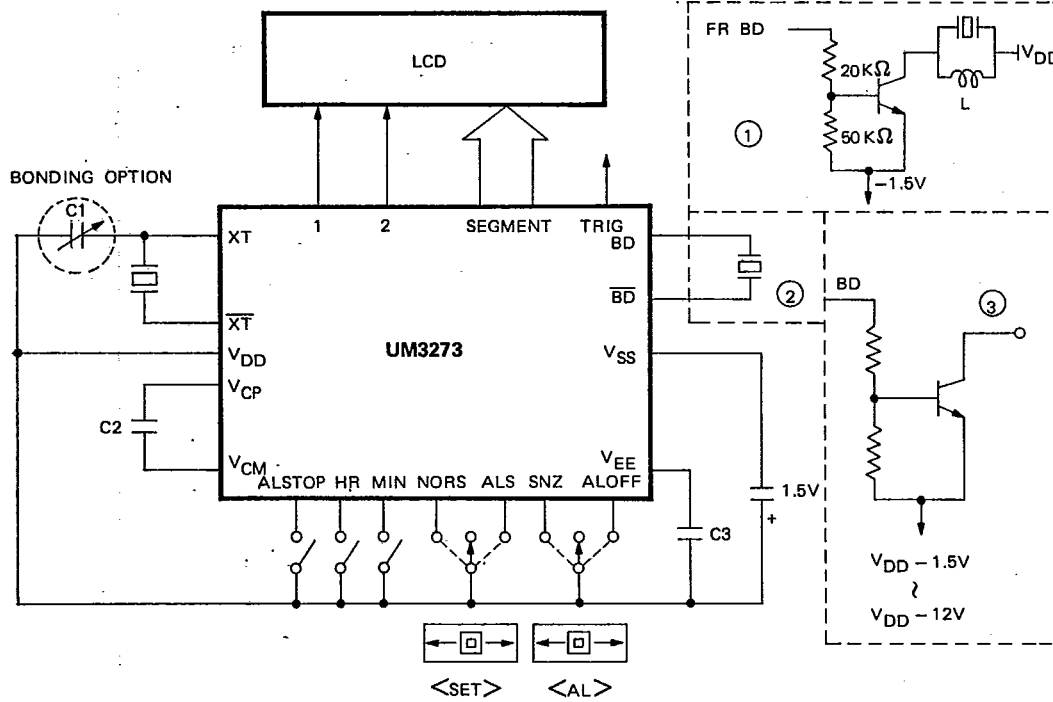 LCD
BONDING OPTION
C1
1
2
SEGMENT
TRIG
XT
BD
XT
BD
VDD
UM3273
VSS
VCP
C2
VCM
VEE
ALSTOP HR MIN NORS ALS SNZ ALOFF
1.5V
+
C3
<SET>
<AL>
FR BD
20KΩ
50KΩ
L
VDD
-1.5V
1
2
BD
3
VDD - 1.5V
~
VDD - 12V